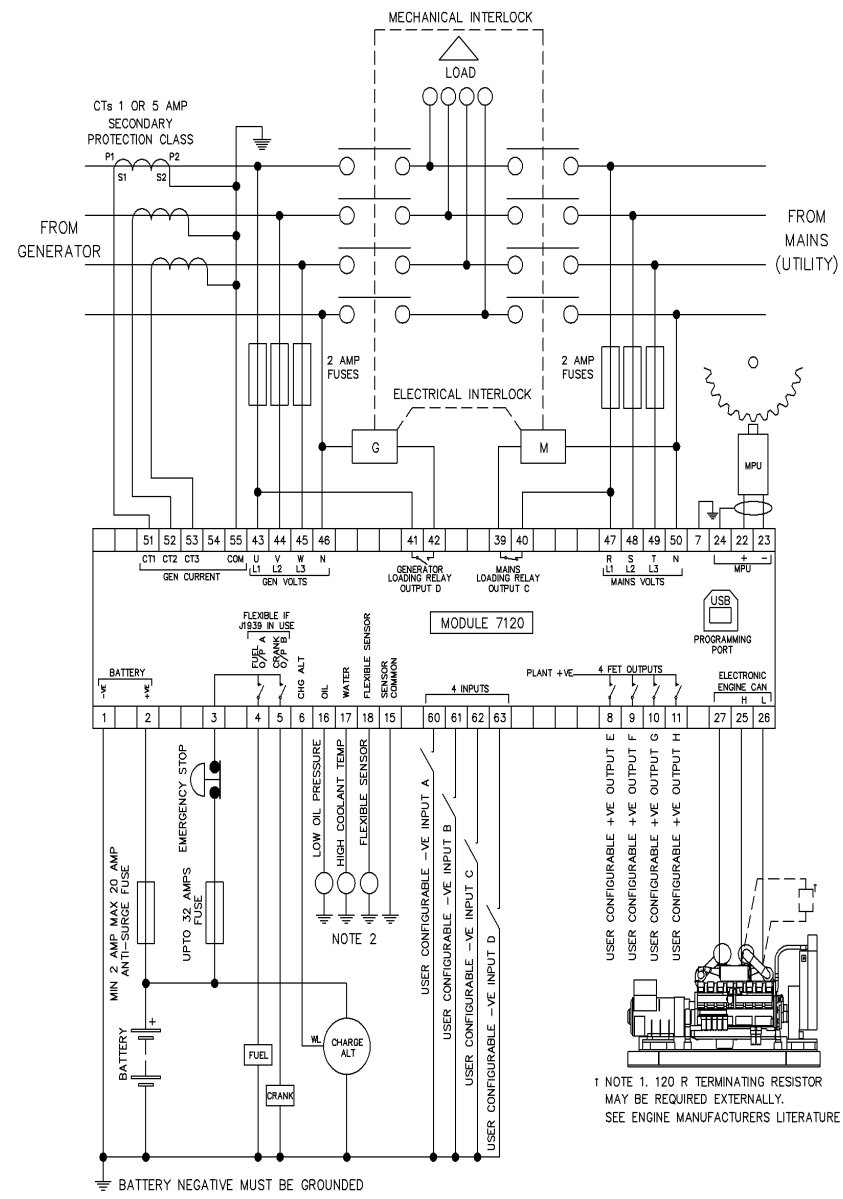 MECHANICAL INTERLOCK
LOAD
CTs 1 OR 5 AMP
SECONDARY
PROTECTION CLASS
P1
P2
S1
S2
FROM
GENERATOR
FROM
MAINS
(UTILITY)
2 AMP
FUSES
2 AMP
FUSES
ELECTRICAL INTERLOCK
G
M
MPU
51 52 53 54 55 43 44 45 46 41 42 39 40 47 48 49 50 7 24 22 23
CT1 CT2 CT3 COM U V W N R S T N + -
L1 L2 L3 L1 L2 L3
GEN CURRENT
GEN VOLTS
GENERATOR
LOADING RELAY
OUTPUT D
MAINS
LOADING RELAY
OUTPUT C
MAINS VOLTS
MPU
USB
PROGRAMMING
PORT
MODULE 7120
FLEXIBLE IF
J1939 IN USE
FUEL
O/P A
CRANK
O/P B
CHG ALT
OIL
WATER
FLEXIBLE SENSOR
SENSOR
COMMON
BATTERY
-VE
+VE
4 INPUTS
PLANT +VE
4 FET OUTPUTS
ELECTRONIC
ENGINE CAN
H L
1 2 3 4 5 6 16 17 18 15 60 61 62 63 8 9 10 11 27 25 26
EMERGENCY STOP
MIN 2 AMP MAX 20 AMP
ANTI-SURGE FUSE
UPTO 32 AMPS
FUSE
LOW OIL PRESSURE
HIGH COOLANT TEMP
FLEXIBLE SENSOR
NOTE 2
USER CONFIGURABLE -VE INPUT A
USER CONFIGURABLE -VE INPUT B
USER CONFIGURABLE -VE INPUT C
USER CONFIGURABLE -VE INPUT D
USER CONFIGURABLE +VE OUTPUT E
USER CONFIGURABLE +VE OUTPUT F
USER CONFIGURABLE +VE OUTPUT G
USER CONFIGURABLE +VE OUTPUT H
BATTERY
+
FUEL
CRANK
WL
CHARGE
ALT
†
† NOTE 1. 120 R TERMINATING RESISTOR
MAY BE REQUIRED EXTERNALLY.
SEE ENGINE MANUFACTURERS LITERATURE
BATTERY NEGATIVE MUST BE GROUNDED